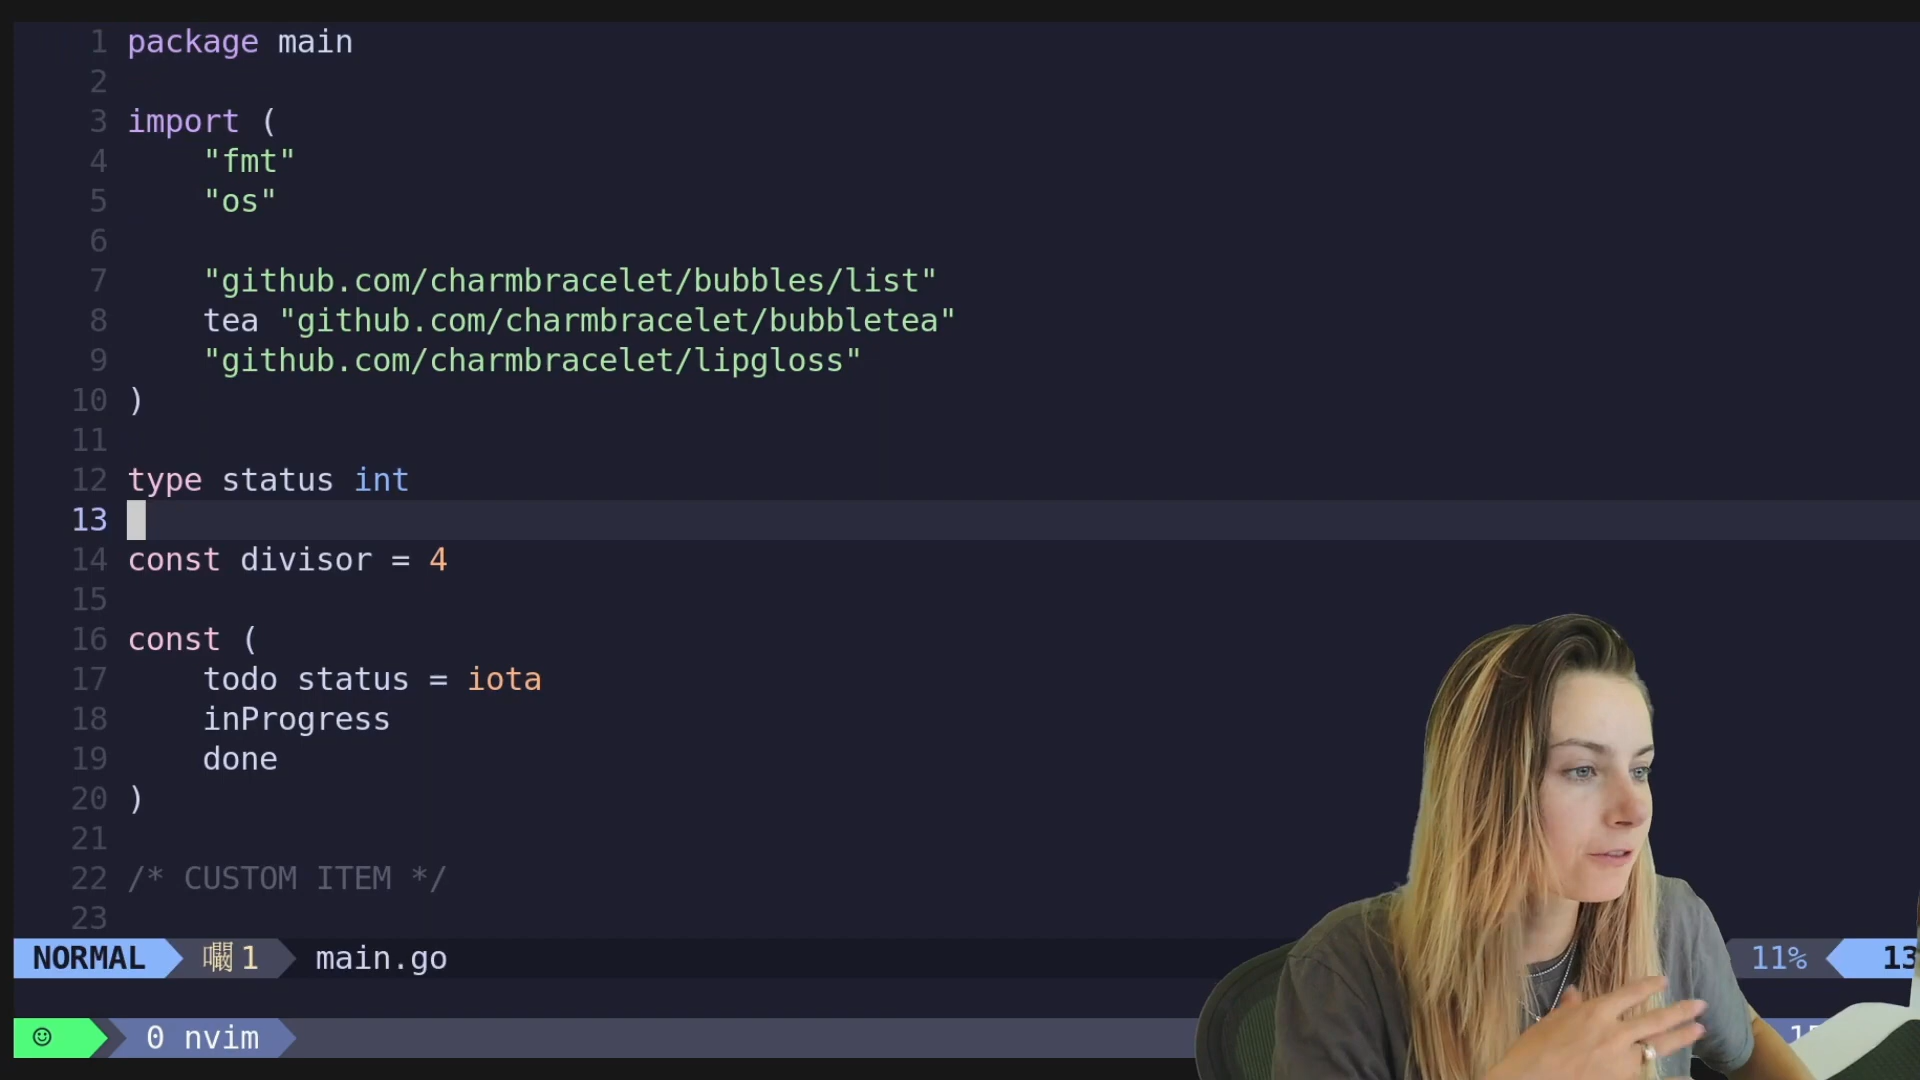 1 package main
2
3 import (
4 "fmt"
5 "os"
6
7 "github.com/charmbracelet/bubbles/list"
8 tea "github.com/charmbracelet/bubbletea"
9 "github.com/charmbracelet/lipgloss"
10 )
11
12 type status int
13
14 const divisor = 4
15
16 const (
17 todo status = iota
18 inProgress
19 done
20 )
21
22 /* CUSTOM ITEM */
23
NORMAL 1 main.go 11% 13
0 nvim